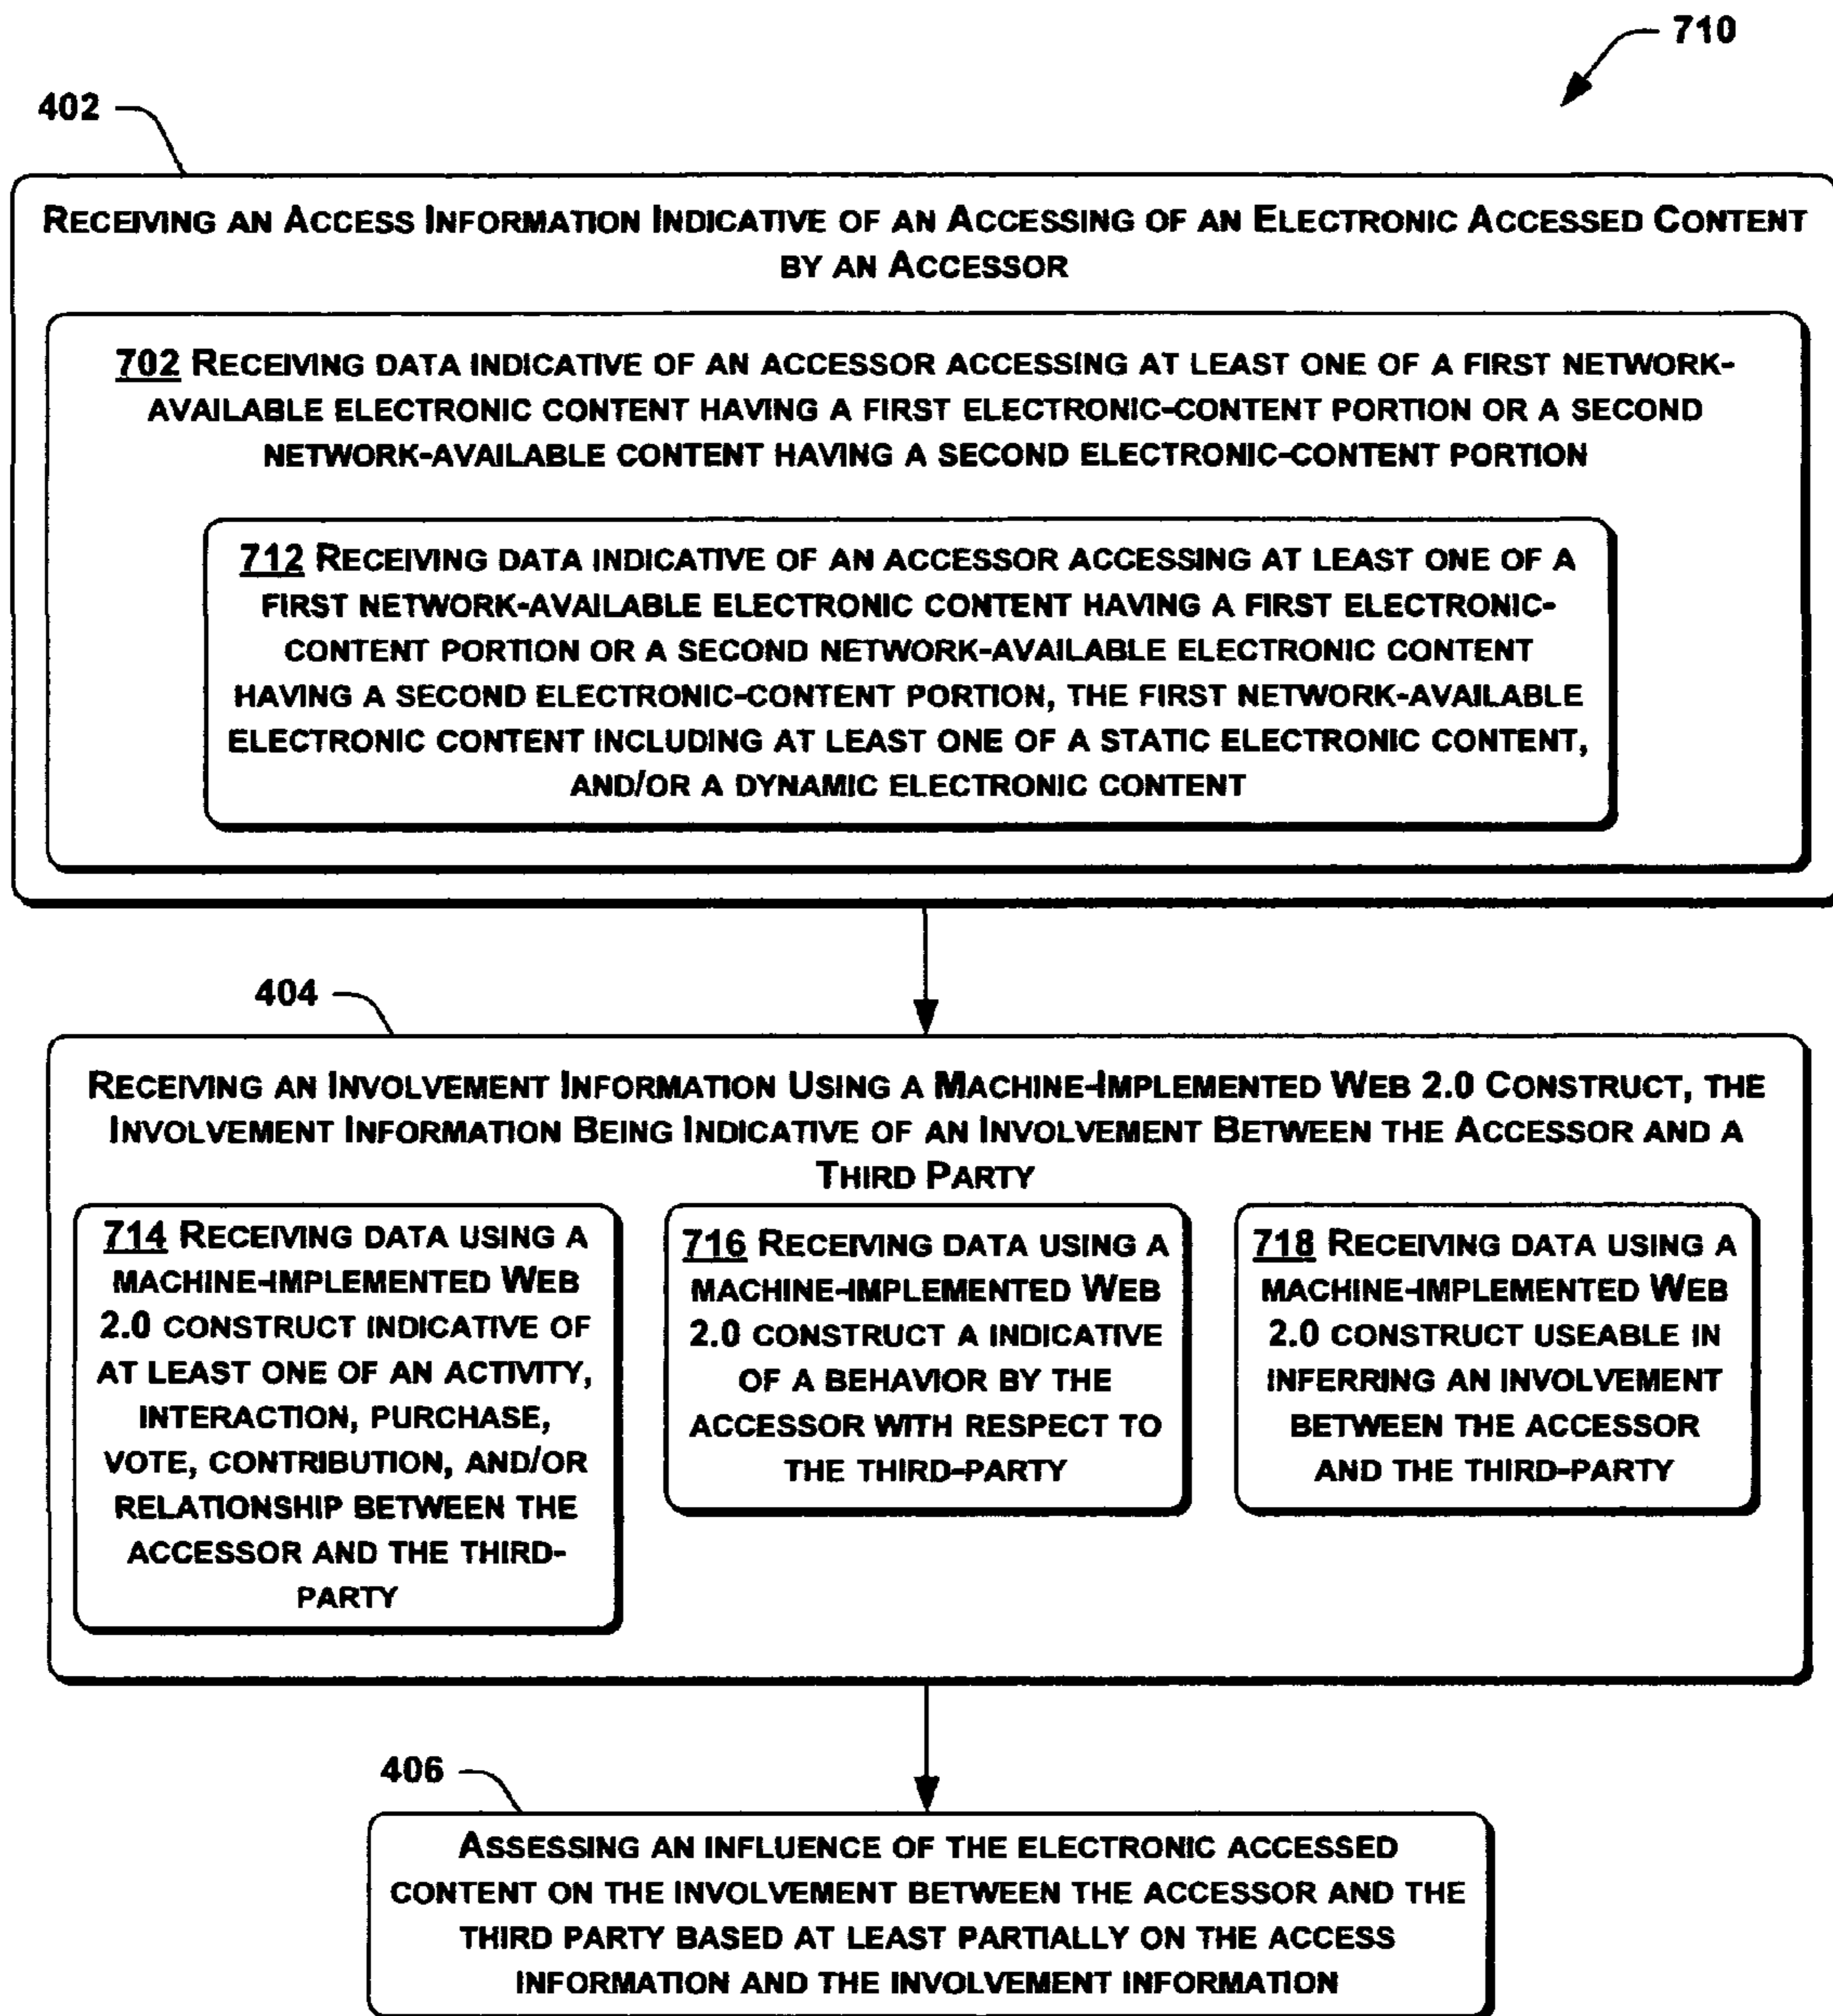 710
402
RECEIVING AN ACCESS INFORMATION INDICATIVE OF AN ACCESSING OF AN ELECTRONIC ACCESSED CONTENT
BY AN ACCESSOR
702 RECEIVING DATA INDICATIVE OF AN ACCESSOR ACCESSING AT LEAST ONE OF A FIRST NETWORK-
AVAILABLE ELECTRONIC CONTENT HAVING A FIRST ELECTRONIC-CONTENT PORTION OR A SECOND
NETWORK-AVAILABLE CONTENT HAVING A SECOND ELECTRONIC-CONTENT PORTION
712 RECEIVING DATA INDICATIVE OF AN ACCESSOR ACCESSING AT LEAST ONE OF A
FIRST NETWORK-AVAILABLE ELECTRONIC CONTENT HAVING A FIRST ELECTRONIC-
CONTENT PORTION OR A SECOND NETWORK-AVAILABLE ELECTRONIC CONTENT
HAVING A SECOND ELECTRONIC-CONTENT PORTION, THE FIRST NETWORK-AVAILABLE
ELECTRONIC CONTENT INCLUDING AT LEAST ONE OF A STATIC ELECTRONIC CONTENT,
AND/OR A DYNAMIC ELECTRONIC CONTENT
404
RECEIVING AN INVOLVEMENT INFORMATION USING A MACHINE-IMPLEMENTED WEB 2.0 CONSTRUCT, THE
INVOLVEMENT INFORMATION BEING INDICATIVE OF AN INVOLVEMENT BETWEEN THE ACCESSOR AND A
THIRD PARTY
714 RECEIVING DATA USING A
MACHINE-IMPLEMENTED WEB
2.0 CONSTRUCT INDICATIVE OF
AT LEAST ONE OF AN ACTIVITY,
INTERACTION, PURCHASE,
VOTE, CONTRIBUTION, AND/OR
RELATIONSHIP BETWEEN THE
ACCESSOR AND THE THIRD-
PARTY
716 RECEIVING DATA USING A
MACHINE-IMPLEMENTED WEB
2.0 CONSTRUCT A INDICATIVE
OF A BEHAVIOR BY THE
ACCESSOR WITH RESPECT TO
THE THIRD-PARTY
718 RECEIVING DATA USING A
MACHINE-IMPLEMENTED WEB
2.0 CONSTRUCT USEABLE IN
INFERRING AN INVOLVEMENT
BETWEEN THE ACCESSOR
AND THE THIRD-PARTY
406
ASSESSING AN INFLUENCE OF THE ELECTRONIC ACCESSED
CONTENT ON THE INVOLVEMENT BETWEEN THE ACCESSOR AND THE
THIRD PARTY BASED AT LEAST PARTIALLY ON THE ACCESS
INFORMATION AND THE INVOLVEMENT INFORMATION